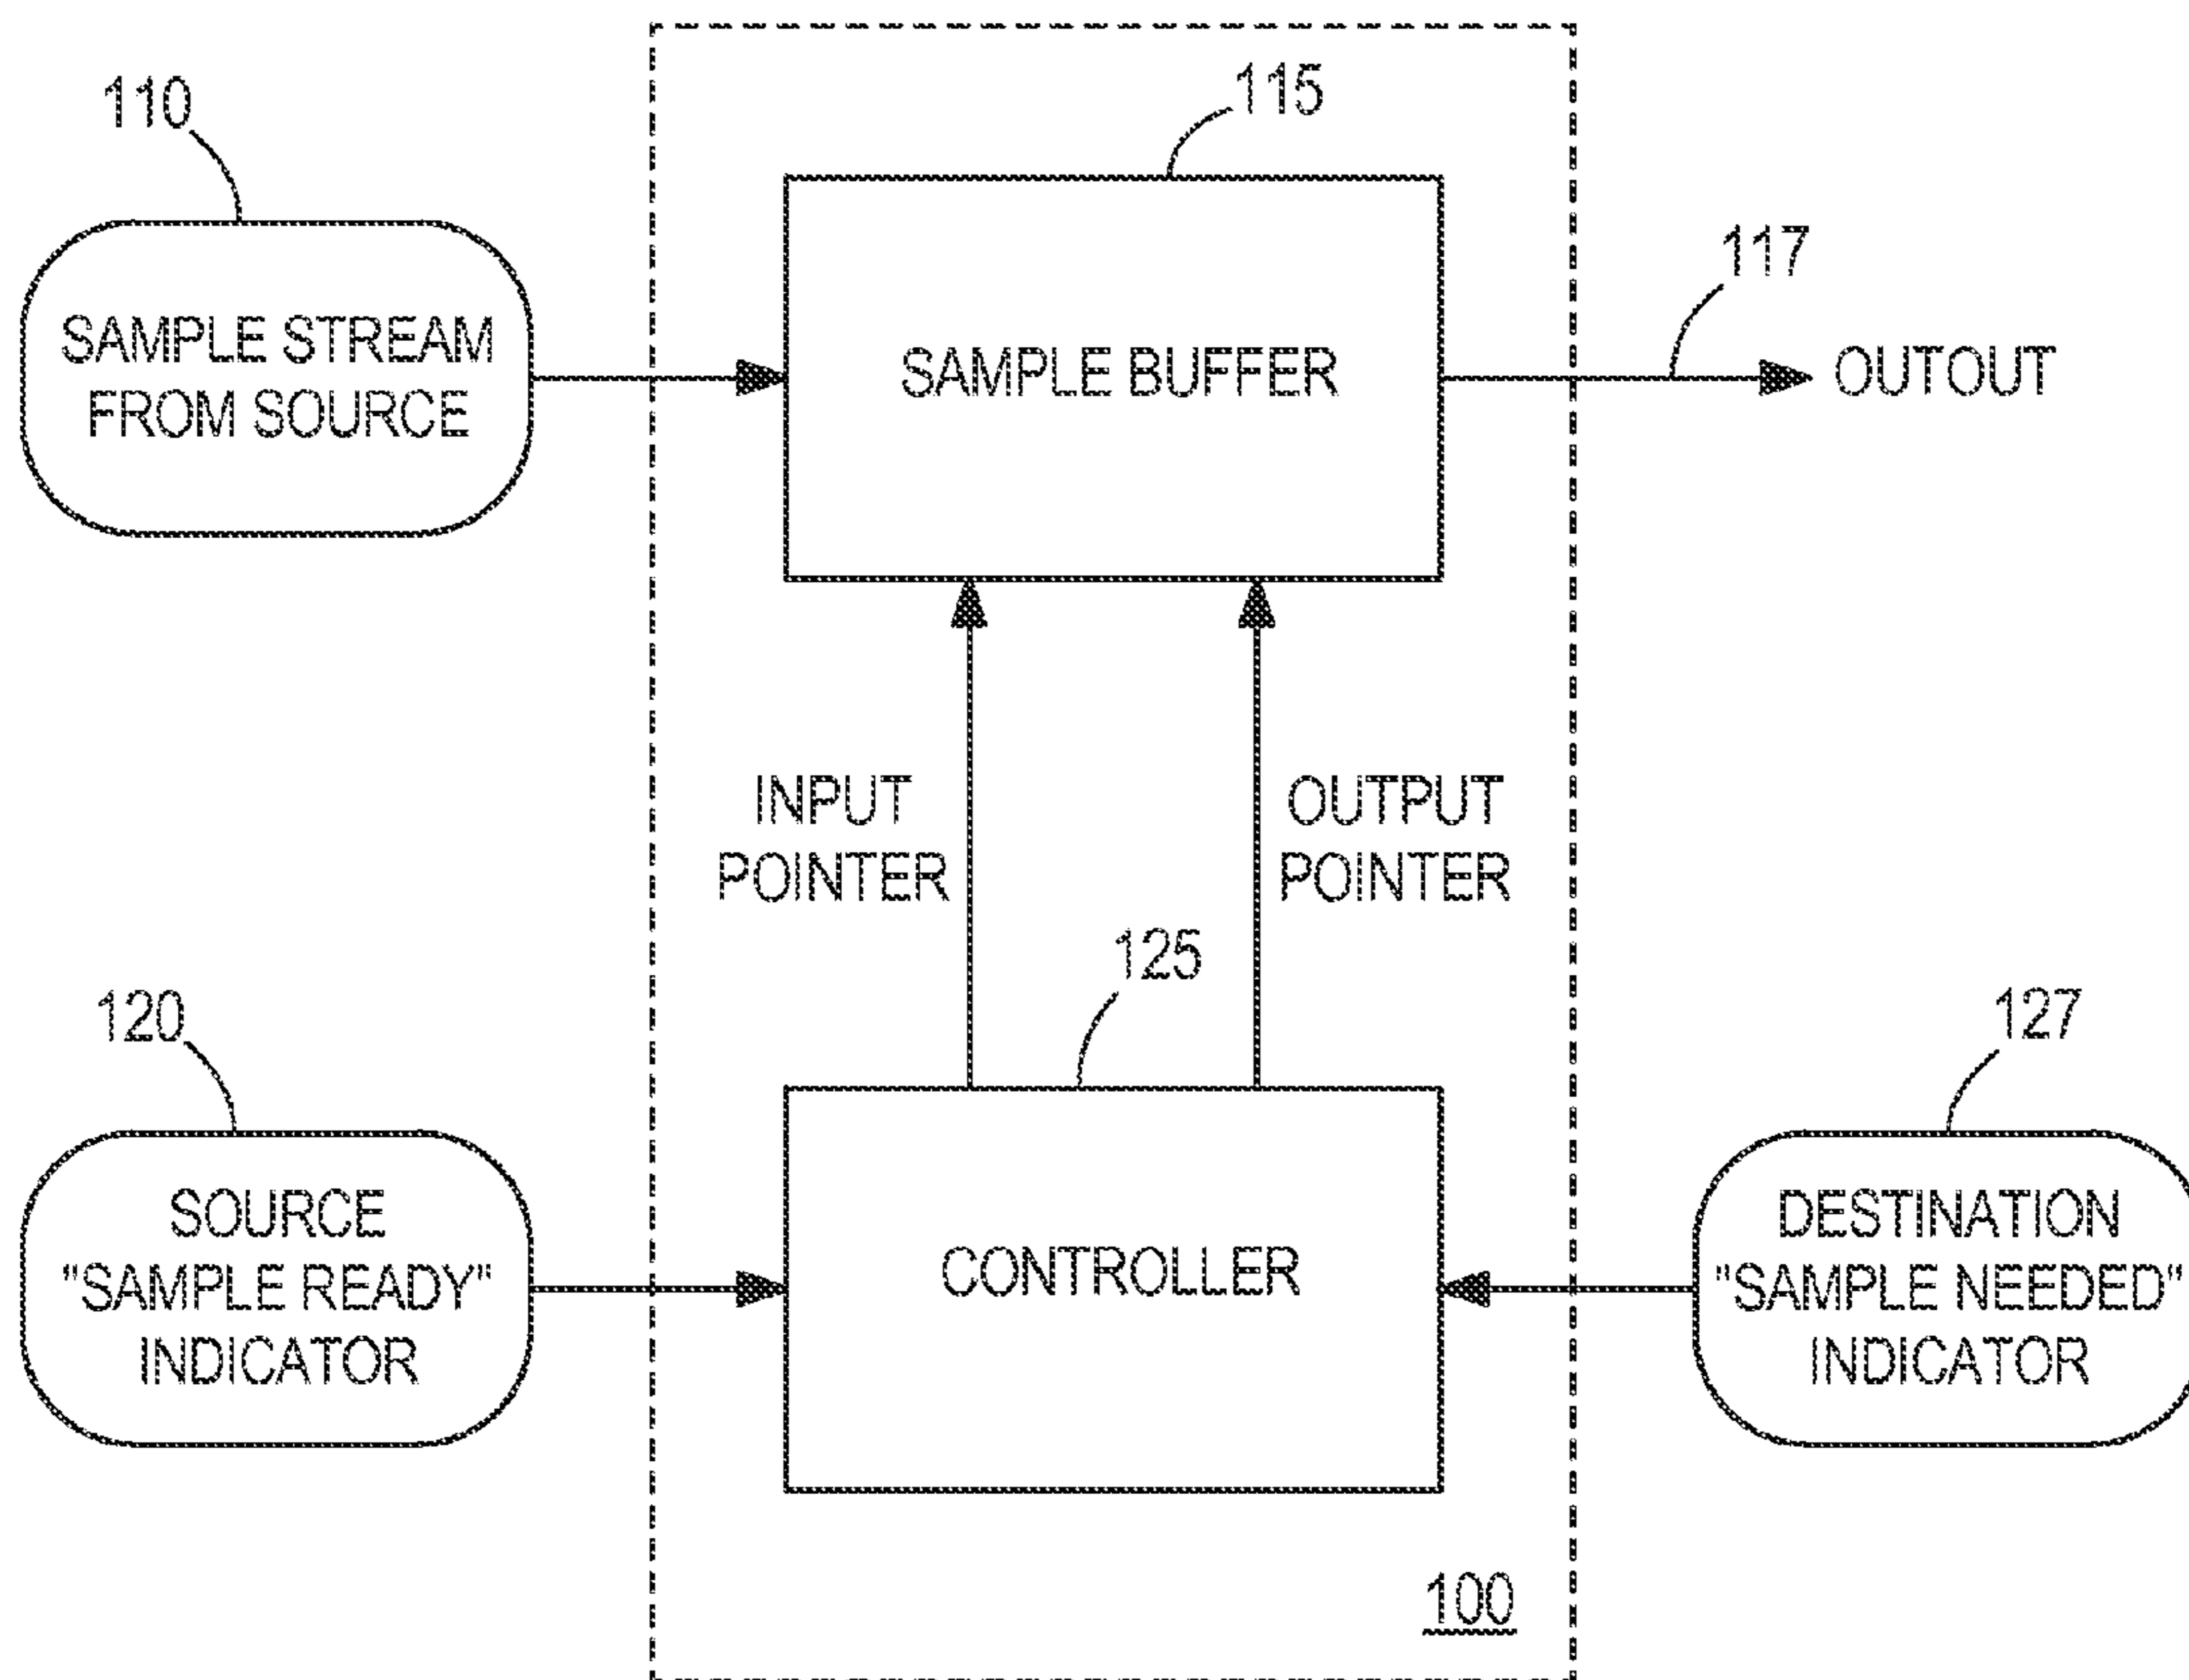 110
115
117
SAMPLE STREAM
FROM SOURCE
SAMPLE BUFFER
OUTOUT
INPUT
POINTER
OUTPUT
POINTER
125
120
127
SOURCE
"SAMPLE READY"
INDICATOR
CONTROLLER
DESTINATION
"SAMPLE NEEDED"
INDICATOR
100